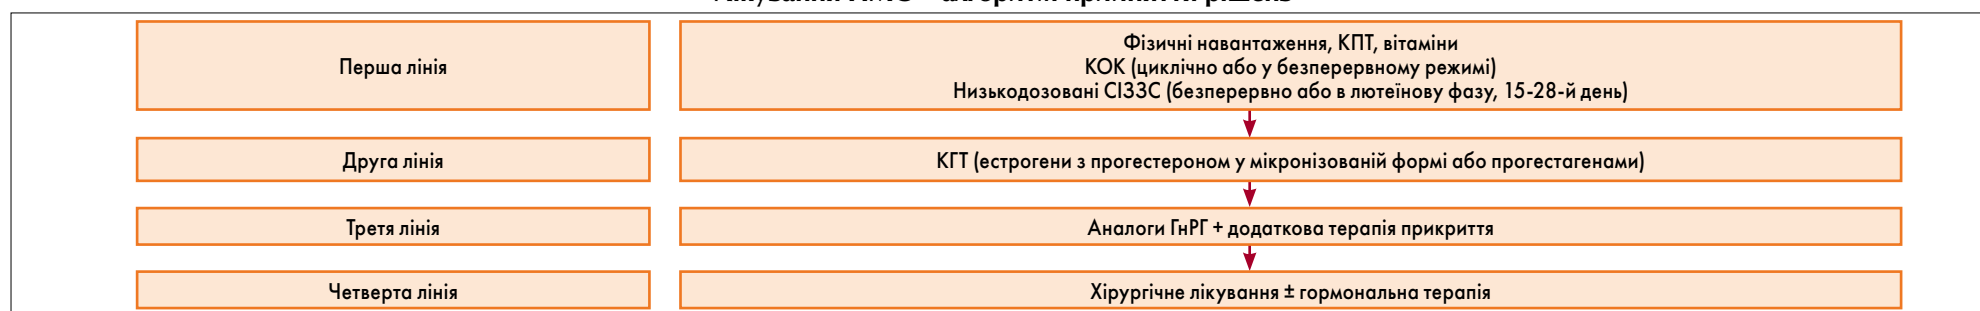 Перша лінія
Фізичні навантаження, КПТ, вітаміни
КОК (циклічно або у безперервному режимі)
Низькодозовані СІЗЗС (безперервно або в лютеїнову фазу, 15-28-й день)
Друга лінія
КГТ (естрогени з прогестероном у мікронізованій формі або прогестагенами)
Третя лінія
Аналоги ГнРГ + додаткова терапія прикриття
Четверта лінія
Хірургічне лікування ± гормональна терапія